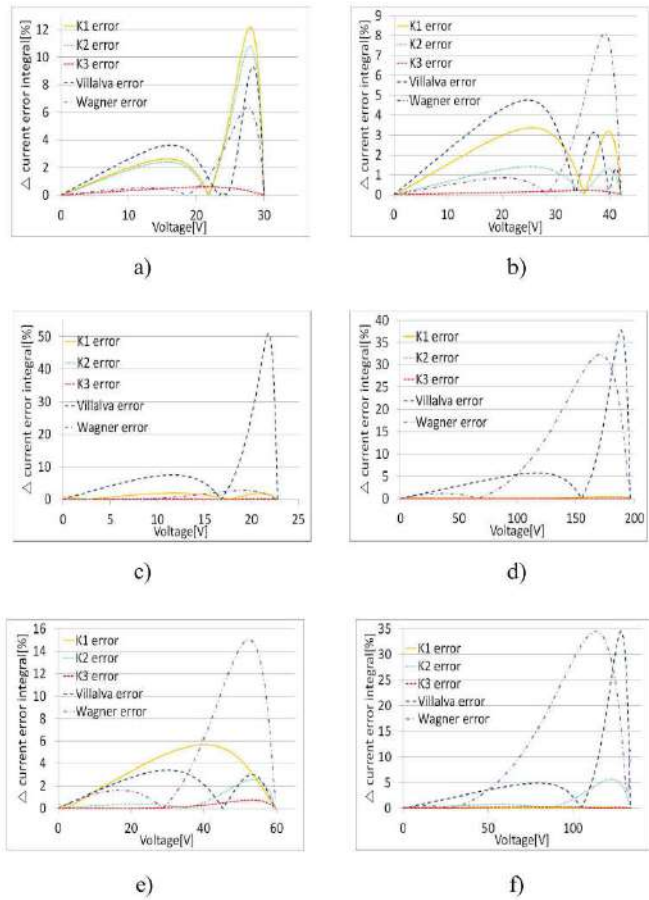 △ current error integral[%]
12
10
8
6
4
2
0
K1 error
K2 error
K3 error
Villalva error
Wagner error
0
10
20
30
Voltage[V]
a)
△ current error integral[%]
9
8
7
6
5
4
3
2
1
0
K1 error
K2 error
K3 error
Villalva error
Wagner error
0
10
20
30
40
Voltage[V]
b)
△ current error integral[%]
50
40
30
20
10
0
K1 error
K2 error
K3 error
Villalva error
Wagner error
0
5
10
15
20
25
Voltage[V]
c)
△ current error integral[%]
40
35
30
25
20
15
10
5
0
K1 error
K2 error
K3 error
Villalva error
Wagner error
0
50
100
150
200
Voltage[V]
d)
△ current error integral[%]
16
14
12
10
8
6
4
2
0
K1 error
K2 error
K3 error
Villalva error
Wagner error
0
20
40
60
Voltage[V]
e)
△ current error integral[%]
35
30
25
20
15
10
5
0
K1 error
K2 error
K3 error
Villalva error
Wagner error
0
50
100
Voltage[V]
f)